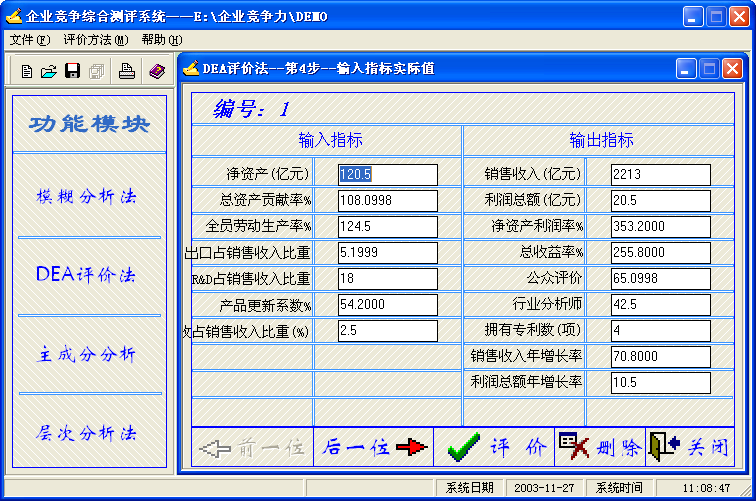 企业竞争综合测评系统——E:\企业竞争力\DEMO
文件(F) 评价方法(M) 帮助(H)
DEA评价法--第4步--输入指标实际值
功能模块
模糊分析法
DEA评价法
主成分分析
层次分析法
编号: 1
输入指标 输出指标
净资产(亿元) 120.5 销售收入(亿元) 2213
总资产贡献率% 108.0998 利润总额(亿元) 20.5
全员劳动生产率% 124.5 净资产利润率% 353.2000
出口占销售收入比重 5.1999 总收益率% 255.8000
R&D占销售收入比重 18 公众评价 65.0998
产品更新系数% 54.2000 行业分析师 42.5
占销售收入比重(%) 2.5 拥有专利数(项) 4
销售收入年增长率 70.8000
利润总额年增长率 10.5
前一位 后一位 评价 删除 关闭
系统日期 2003-11-27 系统时间 11:08:47